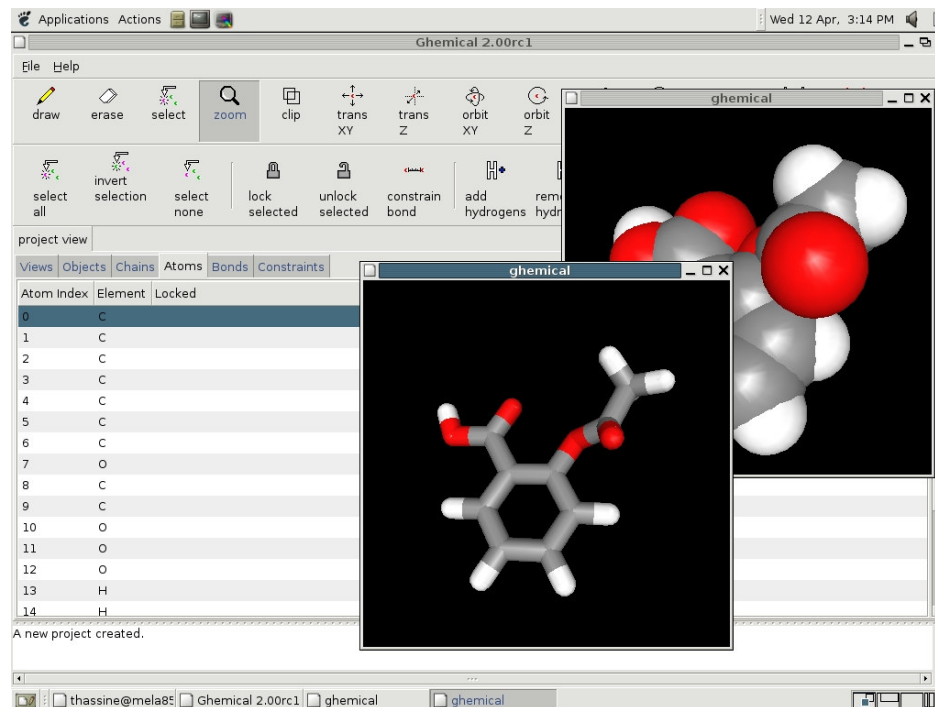 Applications Actions Wed 12 Apr, 3:14 PM
Ghemical 2.00rc1
File Help
draw erase select zoom clip trans XY trans Z orbit XY orbit Z
select all invert selection select none lock selected unlock selected constrain bond add hydrogens
project view
Views Objects Chains Atoms Bonds Constraints
Atom Index Element Locked
0 C
1 C
2 C
3 C
4 C
5 C
6 C
7 O
8 C
9 C
10 O
11 O
12 O
13 H
14 H
A new project created.
ghemical
ghemical
thassine@mela85 Ghemical 2.00rc1 ghemical ghemical